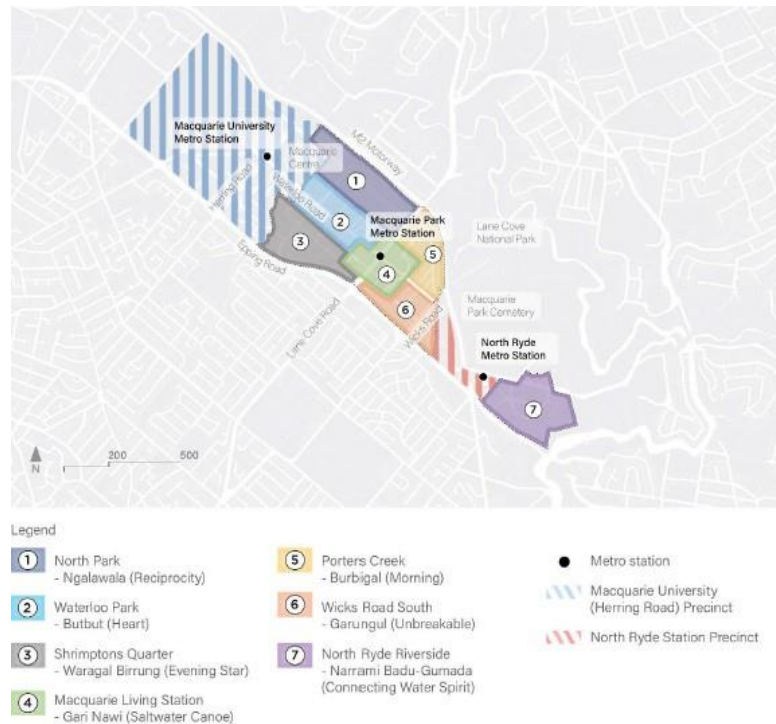 Macquarie University
Metro Station
Macquarie
Centre
M2 Motorway
1
Herring Road
Waterloo Road
2
Macquarie Park
Metro Station
Lane Cove
National Park
3
4
5
Epping Road
6
Macquarie
Park Cemetery
Lane Cove Road
Wicks Road
North Ryde
Metro Station
7
N
200
500
Legend
1 North Park
- Ngalawala (Reciprocity)
2 Waterloo Park
- Butbut (Heart)
3 Shrimptons Quarter
- Waragal Birrung (Evening Star)
4 Macquarie Living Station
- Gari Nawi (Saltwater Canoe)
5 Porters Creek
- Burbigal (Morning)
6 Wicks Road South
- Garungul (Unbreakable)
7 North Ryde Riverside
- Narrami Badu-Gumada
(Connecting Water Spirit)
Metro station
Macquarie University
(Herring Road) Precinct
North Ryde Station Precinct